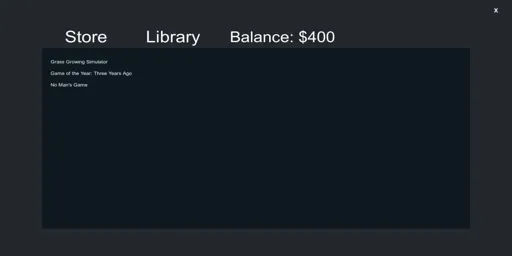 X
Store Library Balance: $400
Grass Growing Simulator
Game of the Year: Three Years Ago
No Man's Game